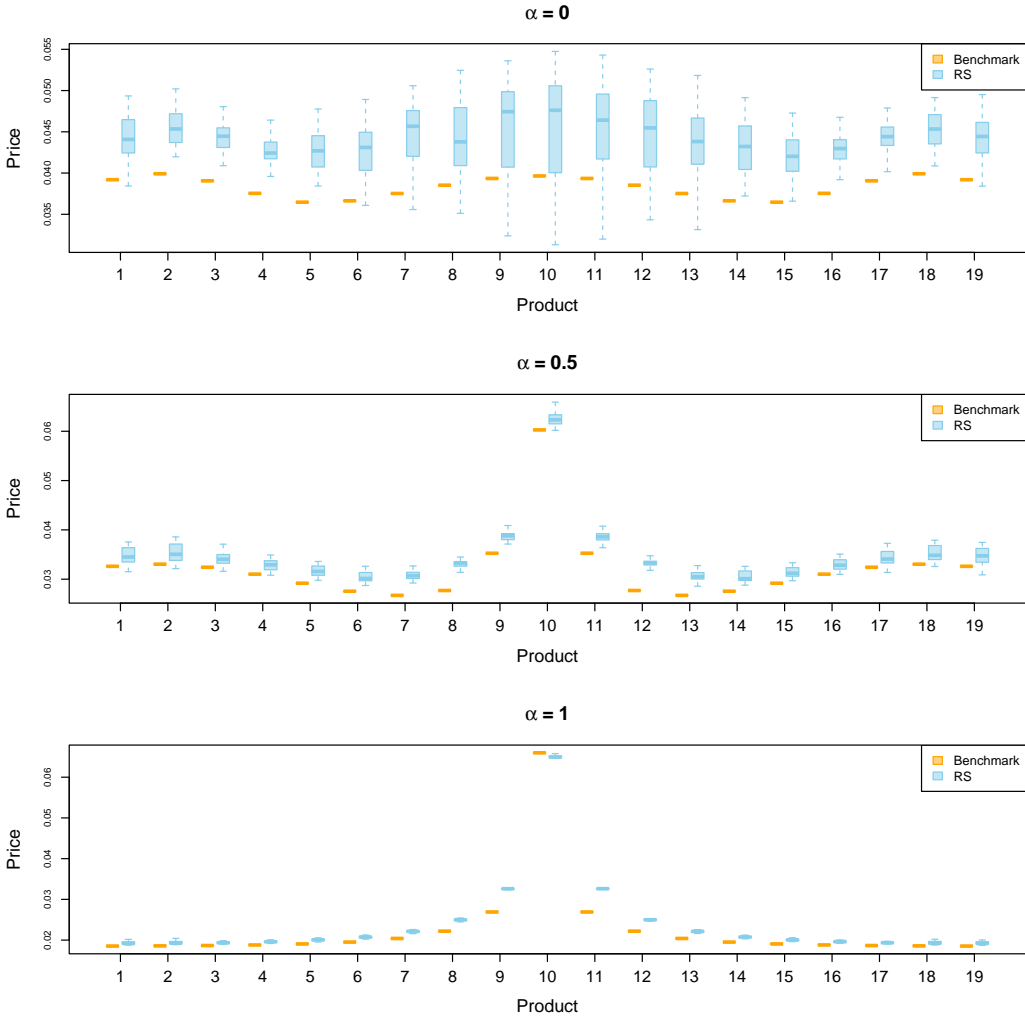 α = 0
Price
0.035 0.040 0.045 0.050 0.055
Benchmark
RS
1 2 3 4 5 6 7 8 9 10 11 12 13 14 15 16 17 18 19
Product
α = 0.5
Price
0.03 0.04 0.05 0.06
Benchmark
RS
1 2 3 4 5 6 7 8 9 10 11 12 13 14 15 16 17 18 19
Product
α = 1
Price
0.02 0.03 0.04 0.05 0.06
Benchmark
RS
1 2 3 4 5 6 7 8 9 10 11 12 13 14 15 16 17 18 19
Product